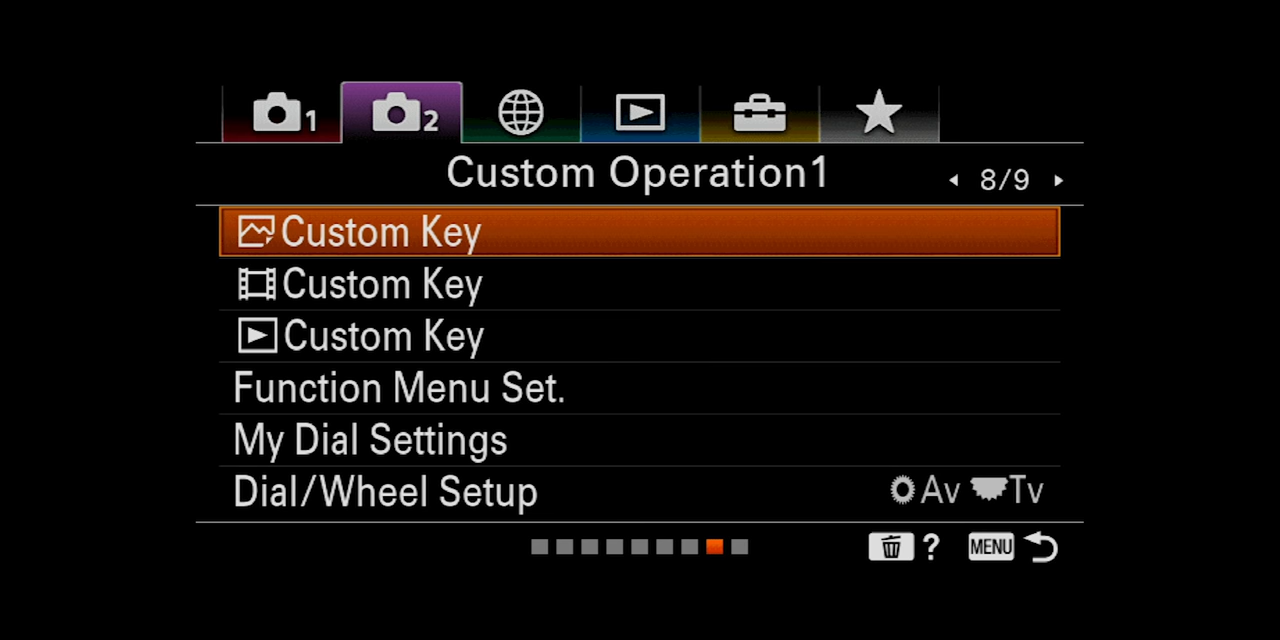 1 2
Custom Operation1 8/9
Custom Key
Custom Key
Custom Key
Function Menu Set.
My Dial Settings
Dial/Wheel Setup Av Tv
? MENU